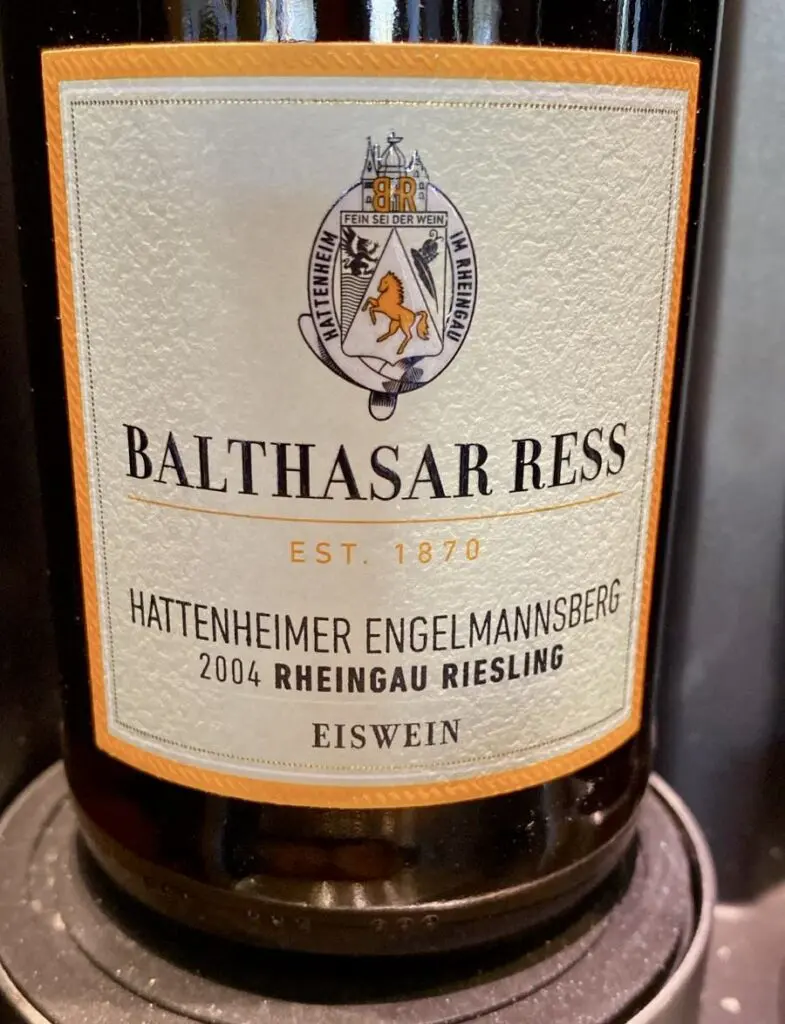 BR
FEIN SEI DER WEIN
HATTENHEIM
IM RHEINGAU
BALTHASAR RESS
EST. 1870
HATTENHEIMER ENGELMANNSBERG
2004 RHEINGAU RIESLING
EISWEIN